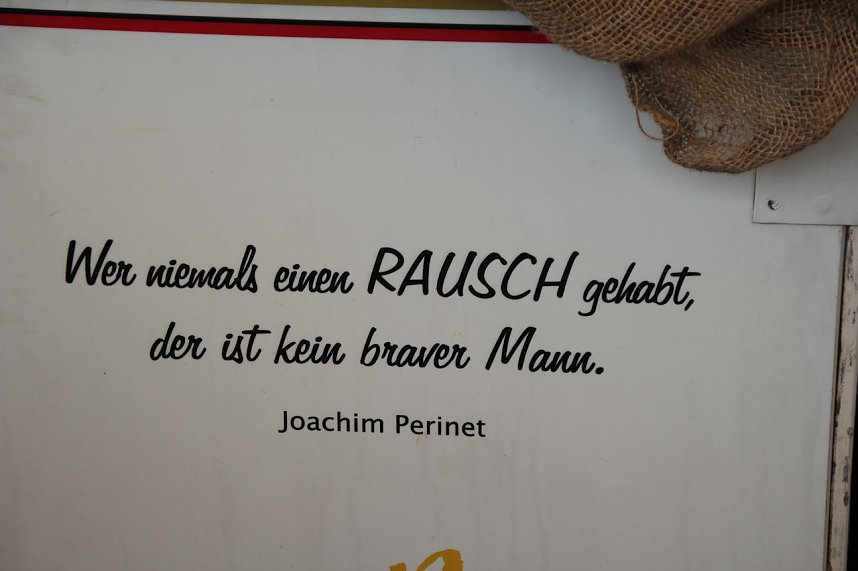 Wer niemals einen RAUSCH gehabt,
der ist kein braver Mann.
Joachim Perinet